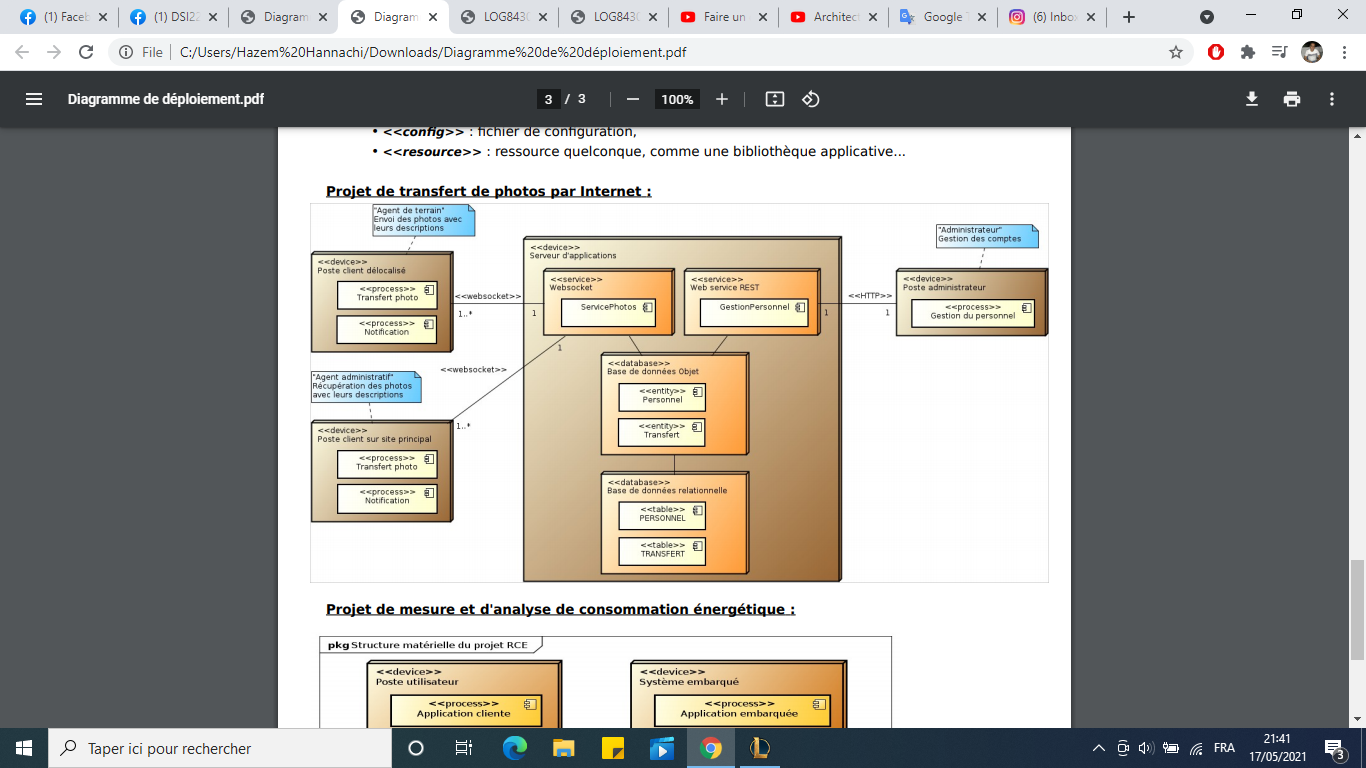 (1) Faceb
(1) DSI22
Diagram
Diagram
LOG8430
LOG8430
Faire un
Architec
Google T
(6) Inbo
File
C:/Users/Hazem%20Hannachi/Downloads/Diagramme%20de%20déploiement.pdf
Diagramme de déploiement.pdf
3 / 3
100%
• <<config>> : fichier de configuration,
• <<resource>> : ressource quelconque, comme une bibliothèque applicative...
Projet de transfert de photos par Internet :
"Agent de terrain"
Envoi des photos avec
leurs descriptions
<<device>>
Poste client délocalisé
<<process>>
Transfert photo
<<process>>
Notification
<<websocket>>
1..*
1
"Agent administratif"
Récupération des photos
avec leurs descriptions
<<websocket>>
1
1..*
<<device>>
Poste client sur site principal
<<process>>
Transfert photo
<<process>>
Notification
<<device>>
Serveur d'applications
<<service>>
Websocket
ServicePhotos
<<service>>
Web service REST
GestionPersonnel
<<database>>
Base de données Objet
<<entity>>
Personnel
<<entity>>
Transfert
<<database>>
Base de données relationnelle
<<table>>
PERSONNEL
<<table>>
TRANSFERT
<<HTTP>>
1
1
"Administrateur"
Gestion des comptes
<<device>>
Poste administrateur
<<process>>
Gestion du personnel
Projet de mesure et d'analyse de consommation énergétique :
pkg Structure matérielle du projet RCE
<<device>>
Poste utilisateur
<<process>>
Application cliente
<<device>>
Système embarqué
<<process>>
Application embarquée
Taper ici pour rechercher
FRA
21:41
17/05/2021
3